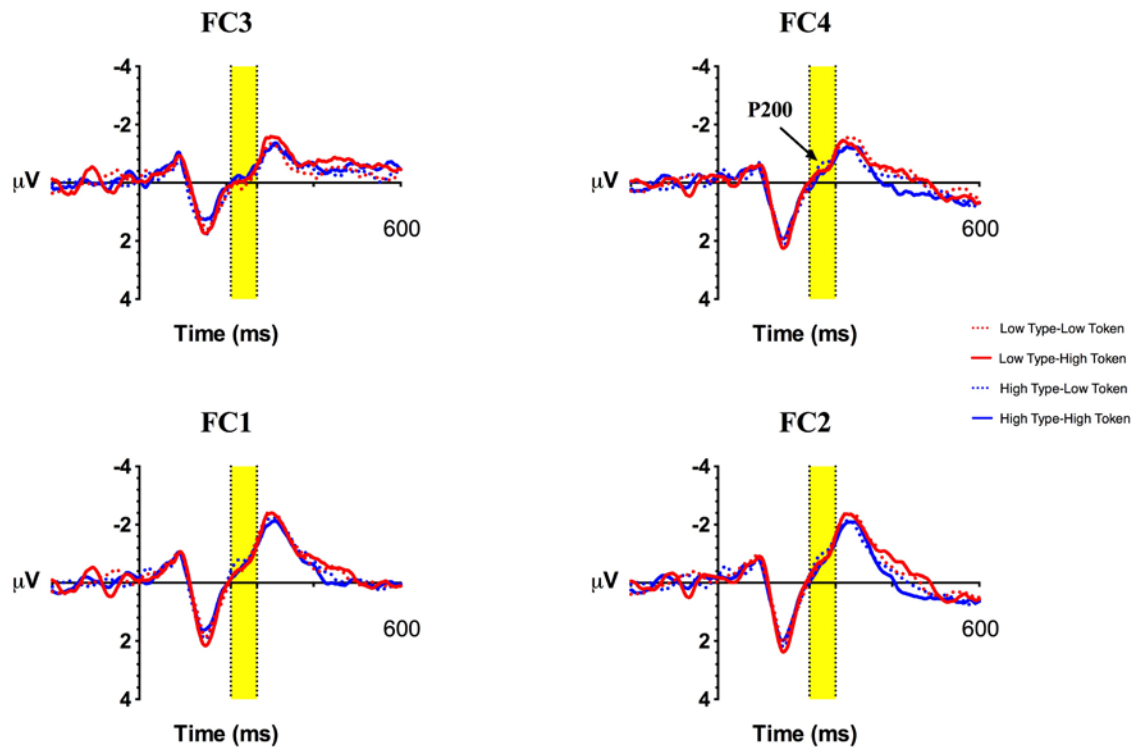 FC3
-4
-2
μV
2
4
600
Time (ms)
FC4
-4
-2
P200
μV
2
4
600
Time (ms)
Low Type-Low Token
Low Type-High Token
High Type-Low Token
High Type-High Token
FC1
-4
-2
μV
2
4
600
Time (ms)
FC2
-4
-2
μV
2
4
600
Time (ms)